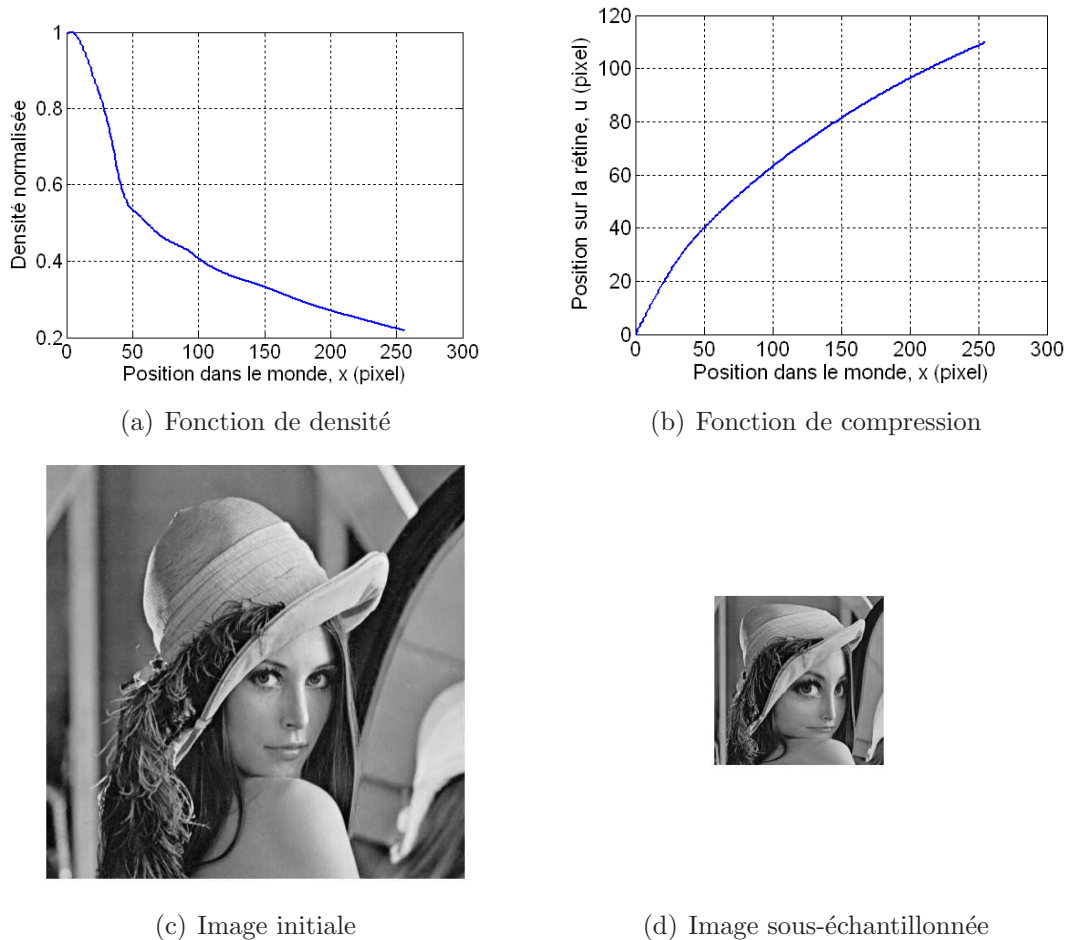 1
0.8
0.6
0.4
0.2
0 50 100 150 200 250 300
Densité normalisée
Position dans le monde, x (pixel)
(a) Fonction de densité
120
100
80
60
40
20
0
0 50 100 150 200 250 300
Position sur la rétine, u (pixel)
Position dans le monde, x (pixel)
(b) Fonction de compression
(c) Image initiale
(d) Image sous-échantillonnée